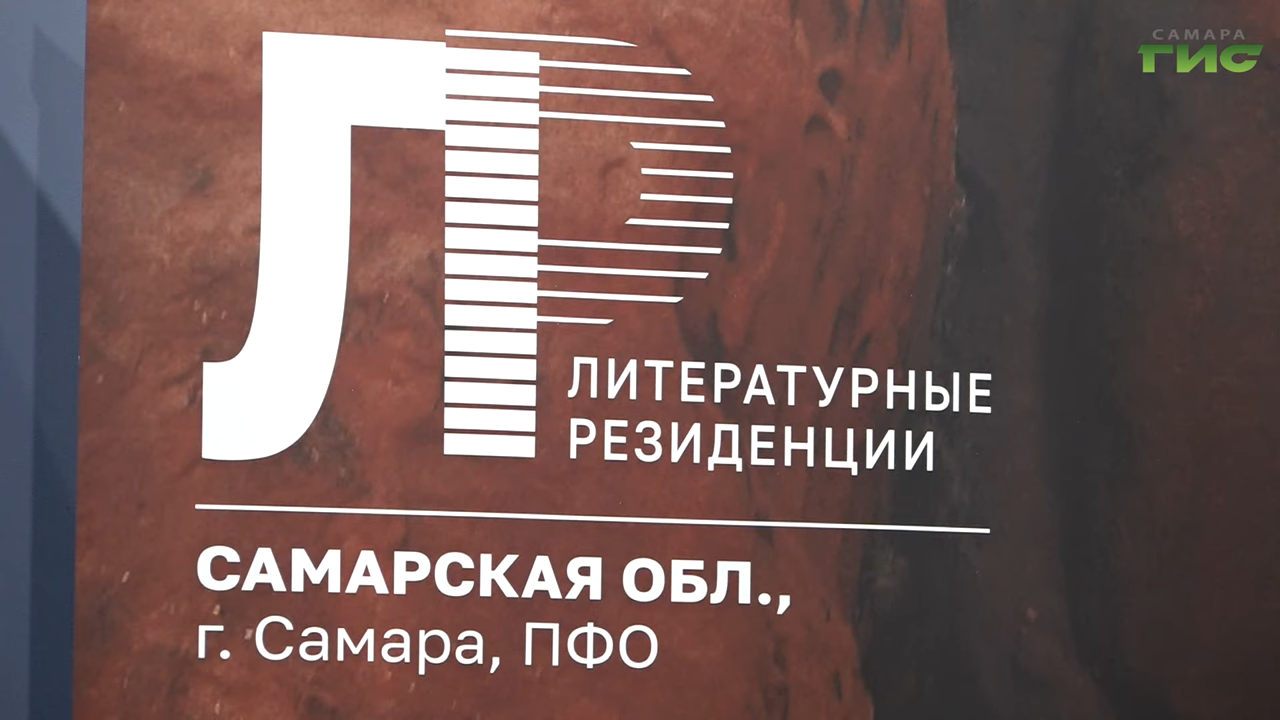 САМАРА
ГИС
ЛР
ЛИТЕРАТУРНЫЕ
РЕЗИДЕНЦИИ
САМАРСКАЯ ОБЛ.,
г. Самара, ПФО